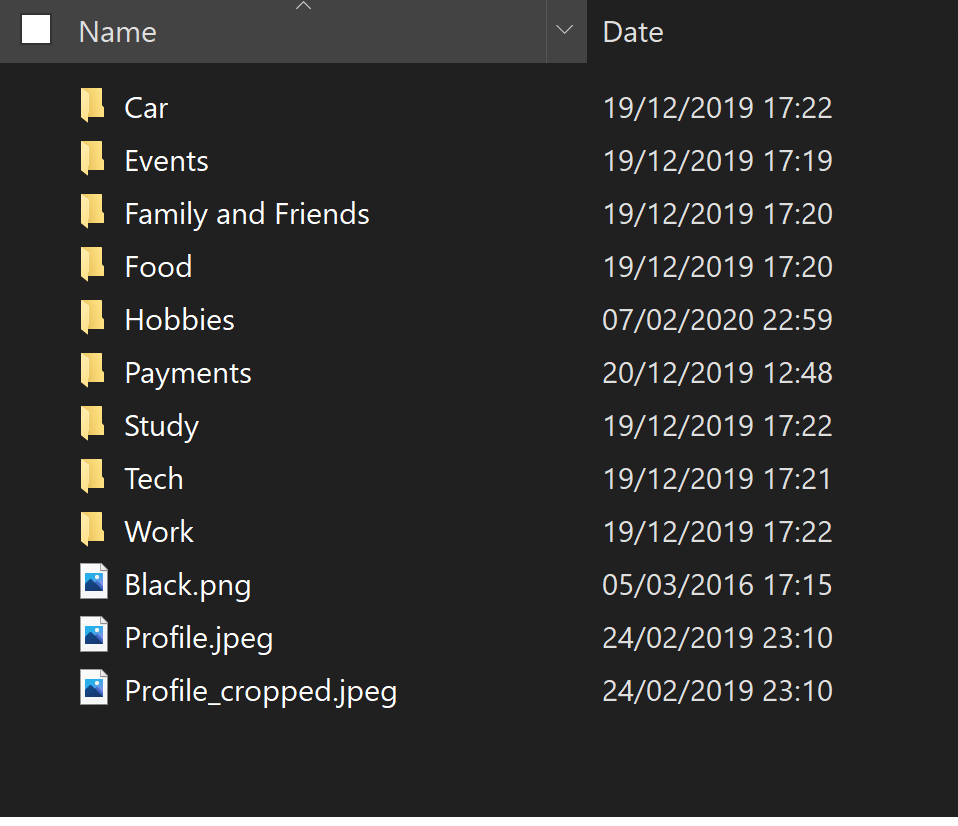 Name Date
Car 19/12/2019 17:22
Events 19/12/2019 17:19
Family and Friends 19/12/2019 17:20
Food 19/12/2019 17:20
Hobbies 07/02/2020 22:59
Payments 20/12/2019 12:48
Study 19/12/2019 17:22
Tech 19/12/2019 17:21
Work 19/12/2019 17:22
Black.png 05/03/2016 17:15
Profile.jpeg 24/02/2019 23:10
Profile_cropped.jpeg 24/02/2019 23:10